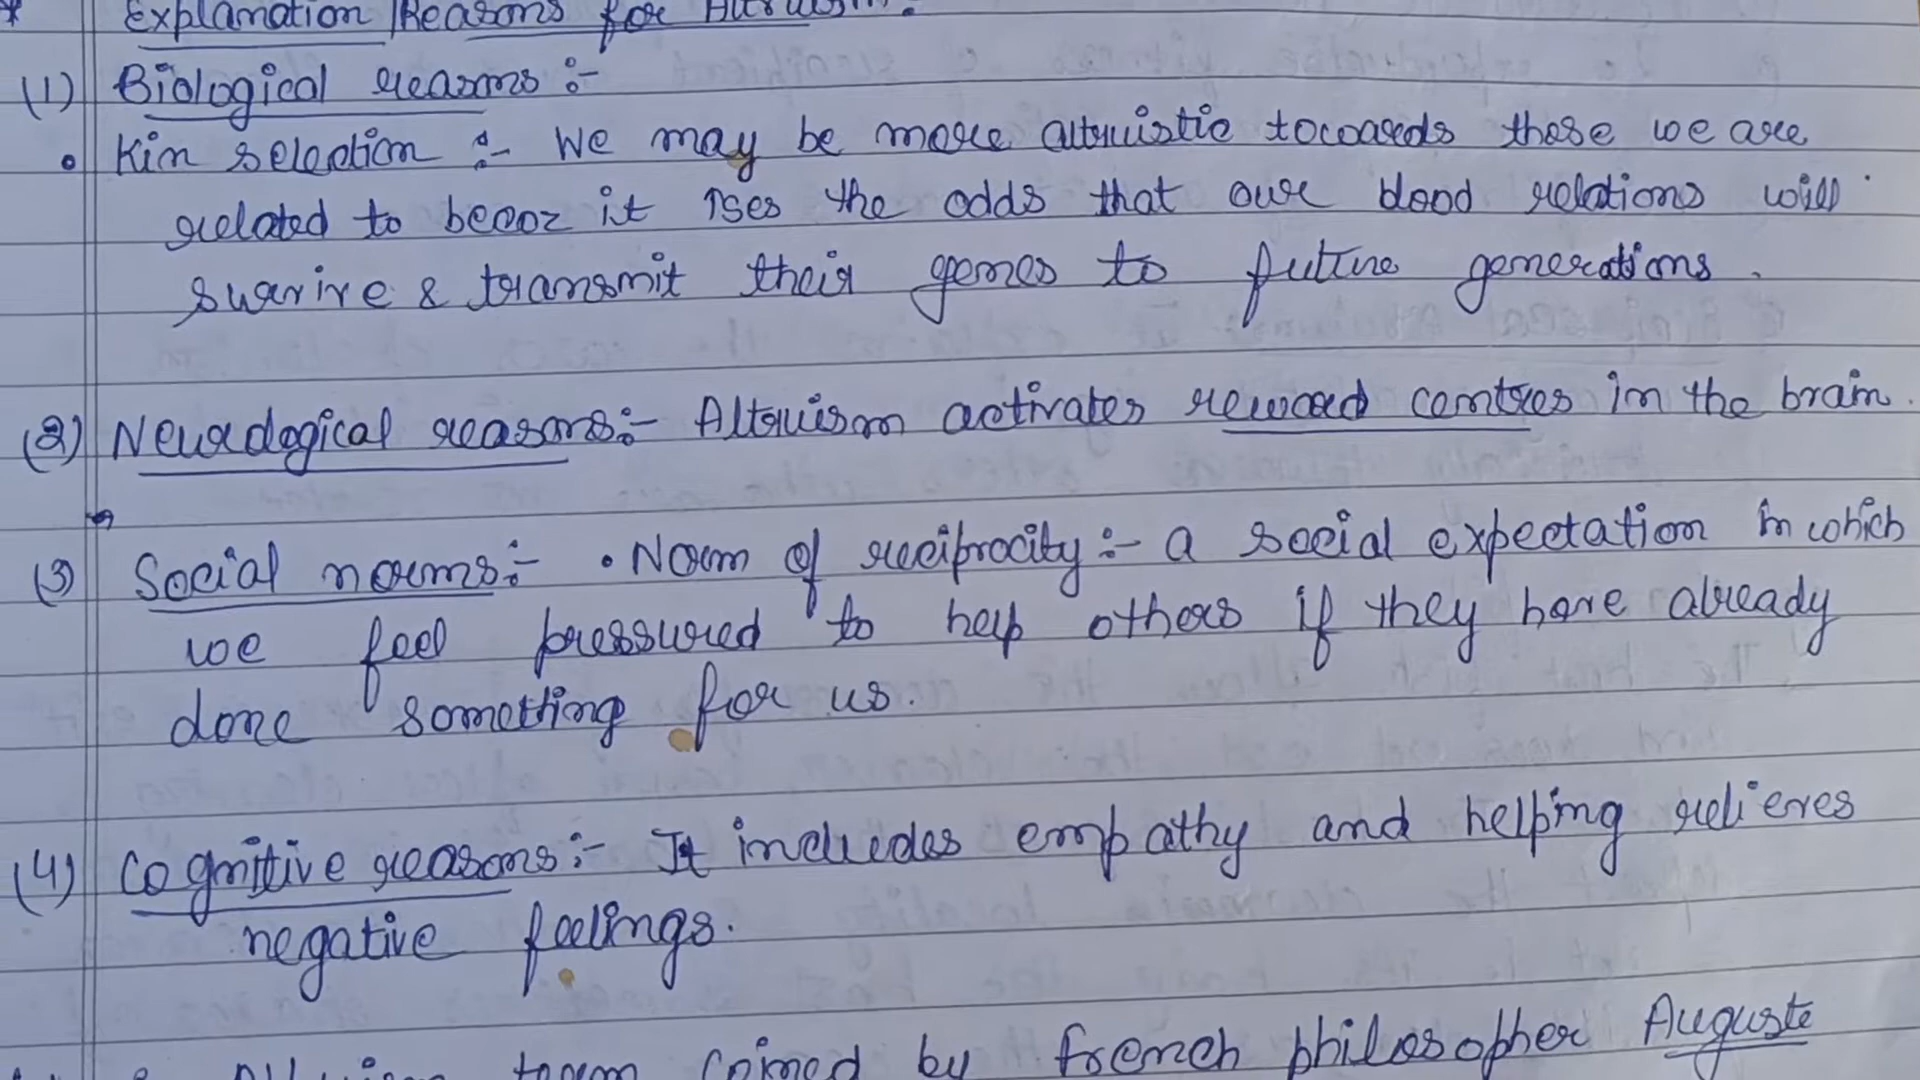 * Explanation / Reasons for Altruism :
(1) Biological reasons :-
• Kin selection :- We may be more altruistic towards those we are
related to becoz it ↑ses the odds that our blood relations will
survive & transmit their genes to future generations.
(2) Neurological reasons :- Altruism activates reward centres in the brain.
(3) Social norms :- • Norm of reciprocity :- a social expectation in which
we feel pressured to help others if they have already
done something for us.
(4) Cognitive reasons :- It includes empathy and helping relieves
negative feelings.
term coined by french philosopher Auguste